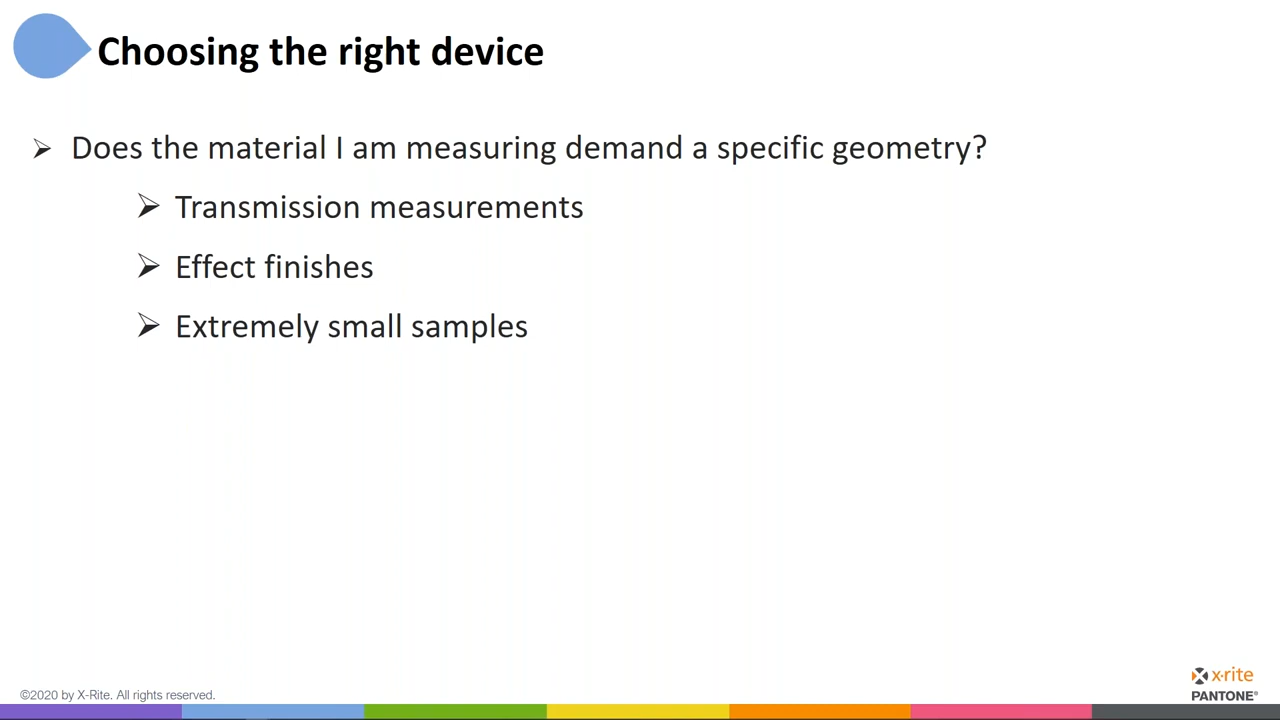 Choosing the right device
Does the material I am measuring demand a specific geometry?
Transmission measurements
Effect finishes
Extremely small samples
©2020 by X-Rite. All rights reserved.
x·rite
PANTONE®